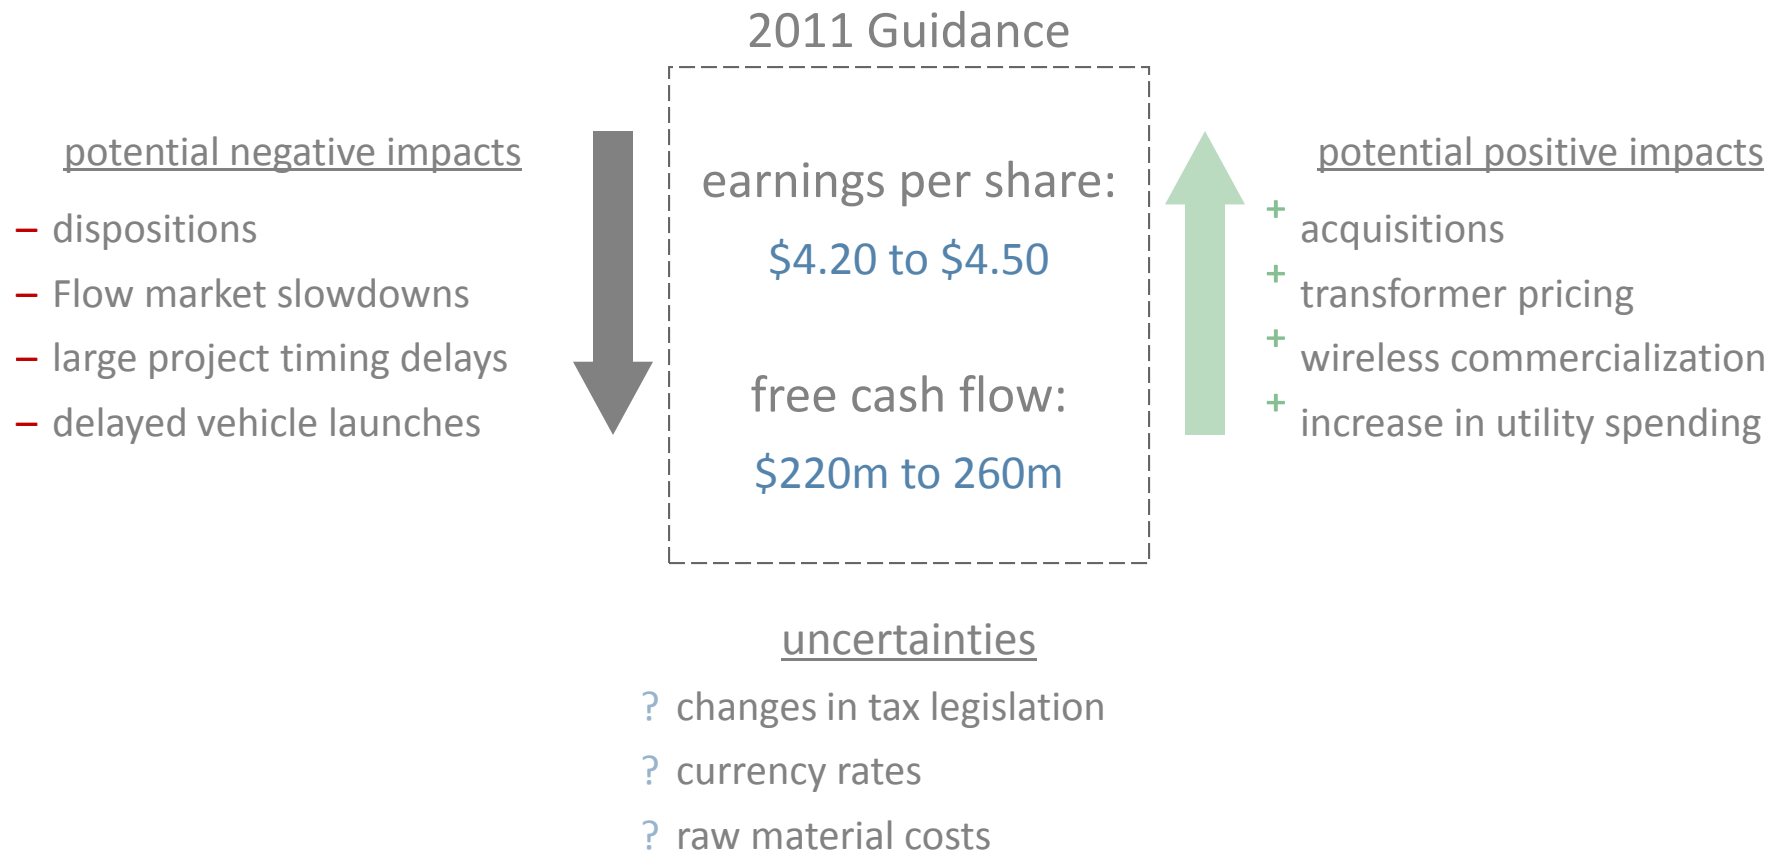 2011 Guidance
potential negative impacts
– dispositions
– Flow market slowdowns
– large project timing delays
– delayed vehicle launches
earnings per share:
$4.20 to $4.50
free cash flow:
$220m to 260m
potential positive impacts
+ acquisitions
+ transformer pricing
+ wireless commercialization
+ increase in utility spending
uncertainties
? changes in tax legislation
? currency rates
? raw material costs